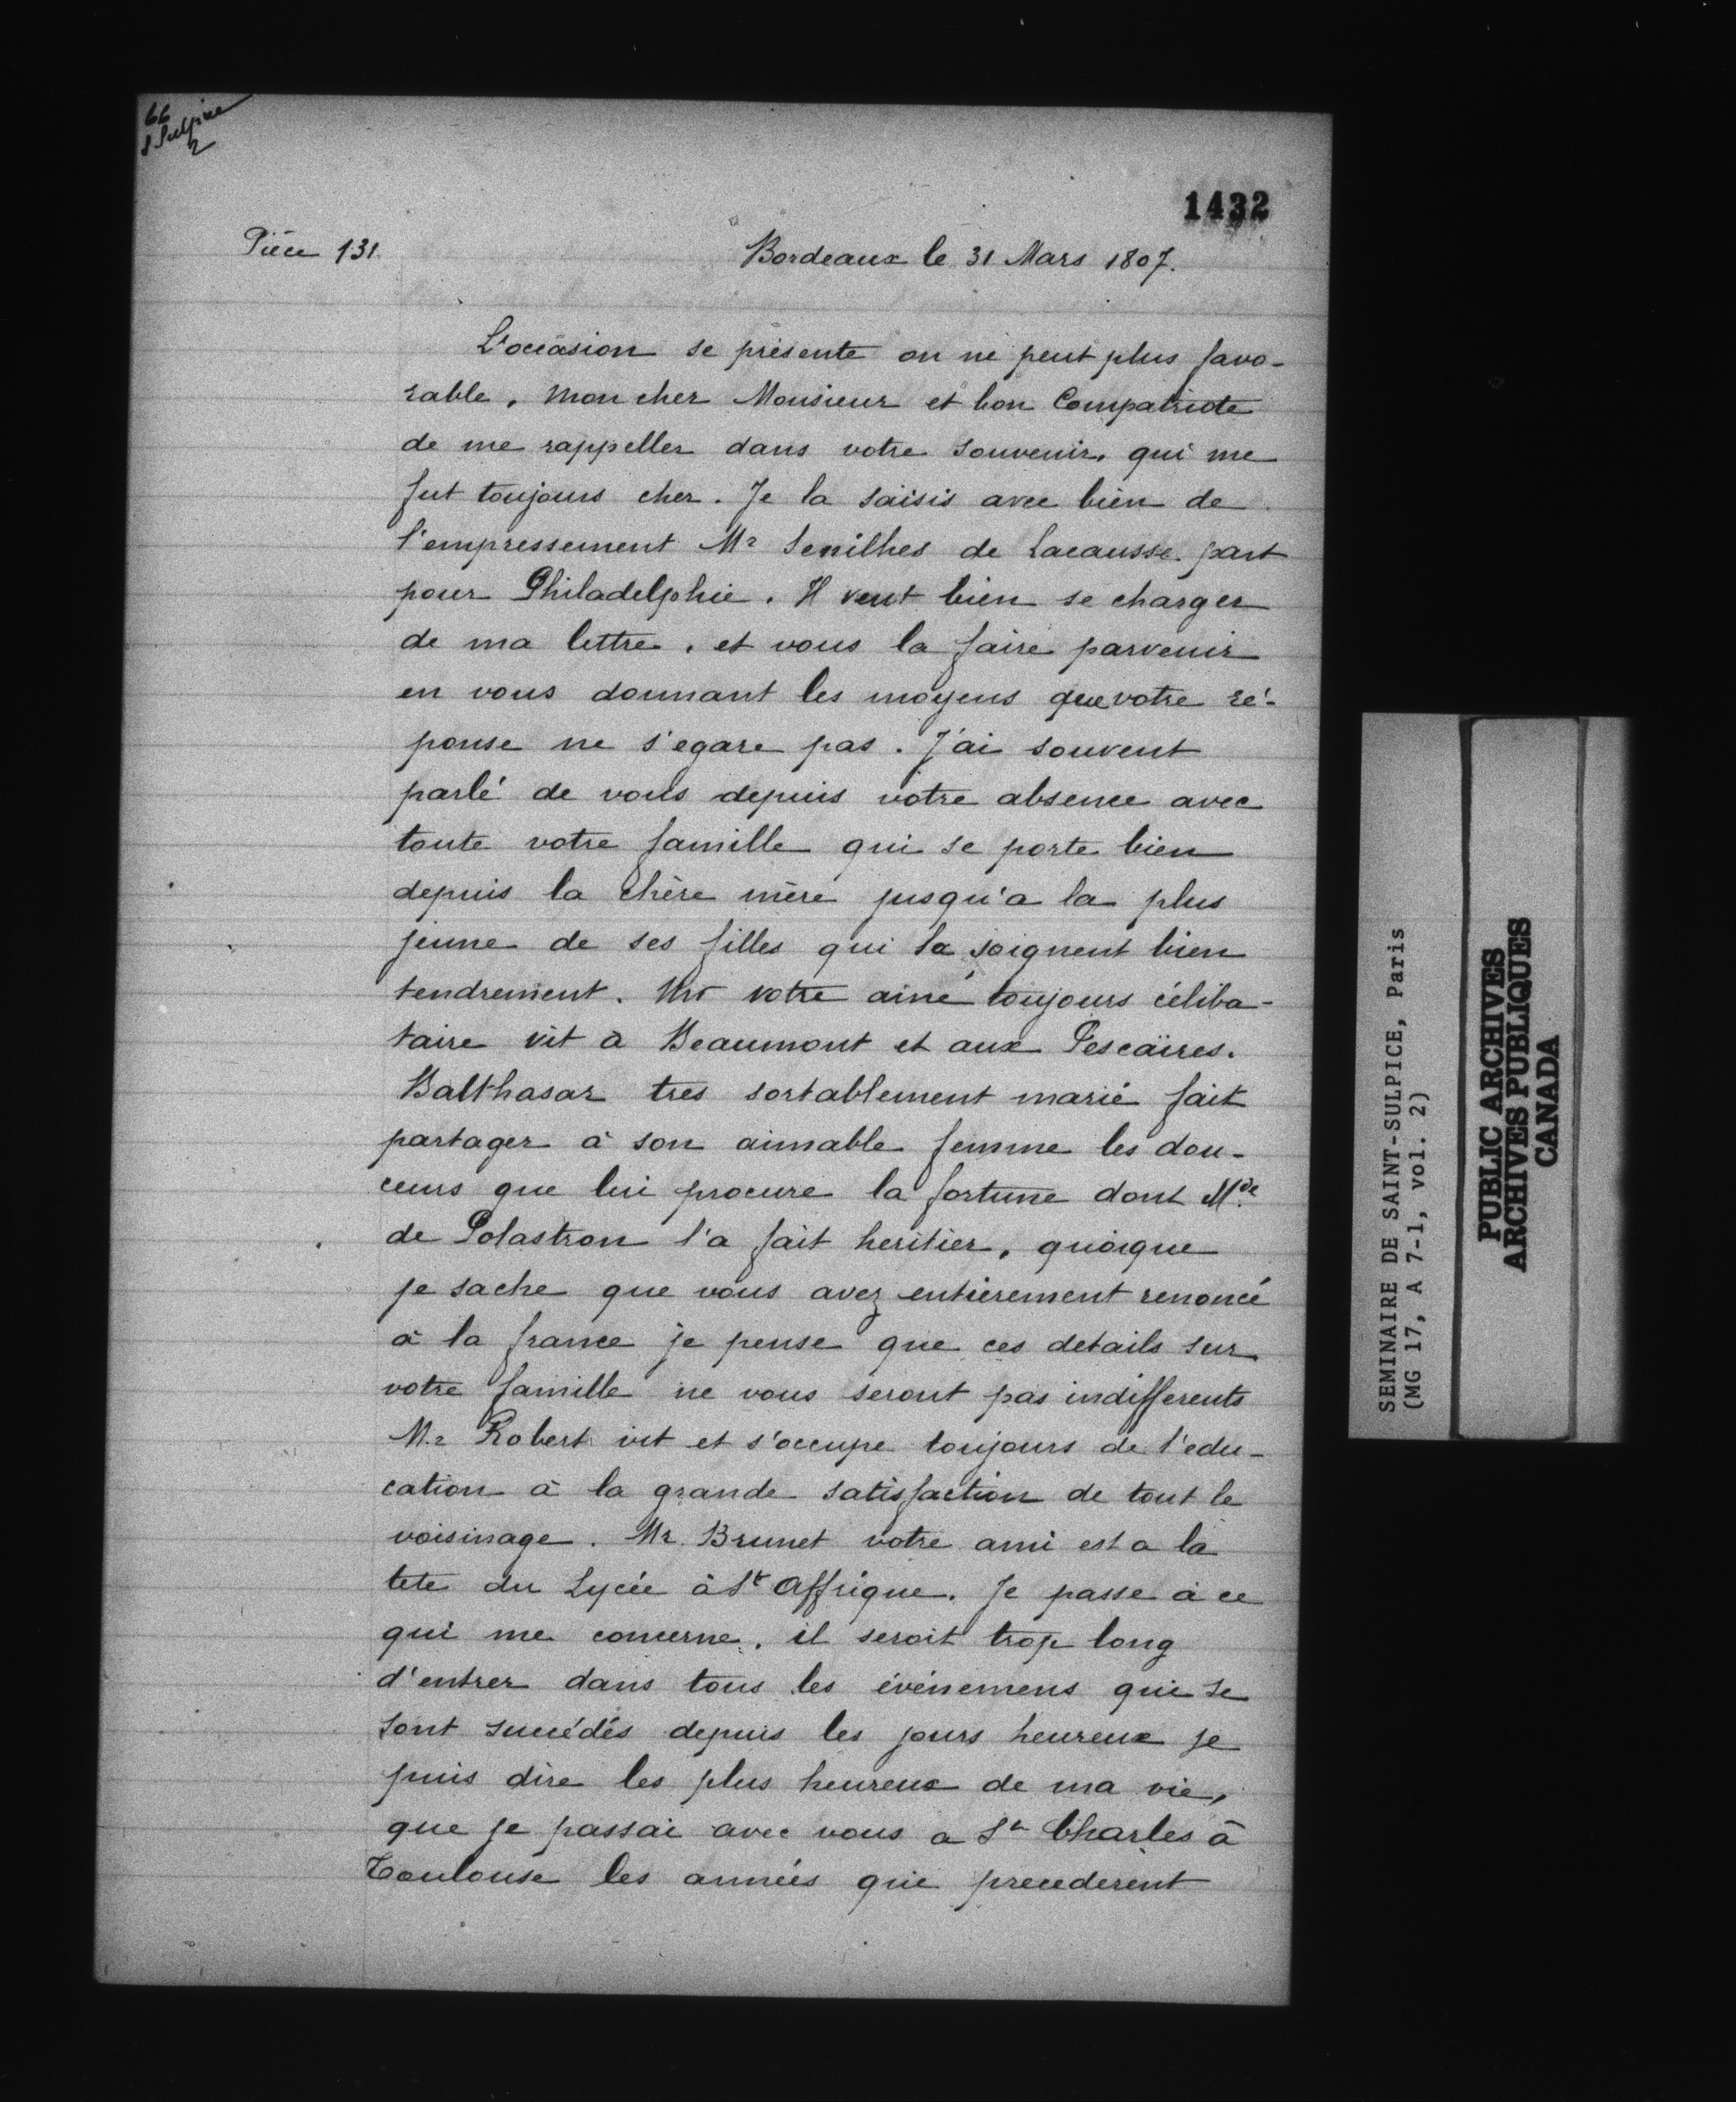 66
S Sulpice
2
1432
Pièce 131.
Bordeaux le 31 Mars 1807.
L'occasion se présente on ne peut plus favo-
rable, mon cher Monsieur et bon Compatriote
de me rappeller dans votre souvenir, qui me
fut toujours cher. Je la saisis avec bien de
l'empressement Mr Senilhes de Lacausse part
pour Philadelphie. Il veut bien se charger
de ma lettre, et vous la faire parvenir
en vous donnant les moyens que votre ré-
ponse ne s'egare pas. J'ai souvent
parlé de vous depuis votre absence avec
toute votre famille qui se porte bien
depuis la chère mère jusqu'a la plus
jeune de ses filles qui la soignent bien
tendrement. Mr votre ainé toujours céliba-
taire vit à Beaumont et aux Pescaïres.
Balthasar tres sortablement marié fait
partager à son aimable femme les dou-
ceurs que lui procure la fortune dont Mde
de Polastron l'a fait heritier, quoique
je sache que vous avez entièrement renoncé
à la france je pense que ces details sur
votre famille ne vous seront pas indifferents
Mr Robert vit et s'occupe toujours de l'edu-
cation à la grande satisfaction de tout le
voisinage. Mr. Brunet votre ami est a la
tete du Lycée à St Affrique. Je passe à ce
qui me concerne, il seroit trop long
d'entrer dans tous les événemens qui se
sont succédés depuis les jours heureux je
puis dire les plus heureux de ma vie,
que je passai avec vous a St Charles à
Toulouse les années qui precederent
SEMINAIRE DE SAINT-SULPICE, Paris
(MG 17, A 7-1, vol. 2)
PUBLIC ARCHIVES
ARCHIVES PUBLIQUES
CANADA